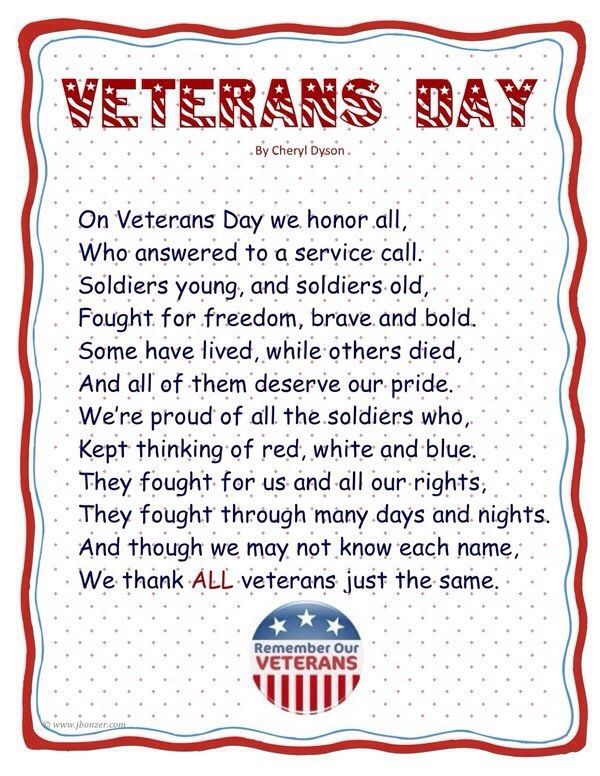 VETERANS DAY
By Cheryl Dyson
On Veterans Day we honor all,
Who answered to a service call.
Soldiers young, and soldiers old,
Fought for freedom, brave and bold.
Some have lived, while others died,
And all of them deserve our pride.
We're proud of all the soldiers who,
Kept thinking of red, white and blue.
They fought for us and all our rights,
They fought through many days and nights.
And though we may not know each name,
We thank ALL veterans just the same.
Remember Our
VETERANS
© www.jbonzer.com